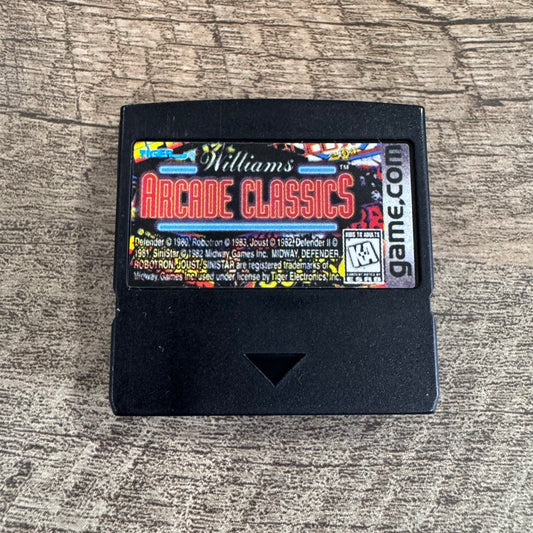 TIGER
Williams
ARCADE CLASSICS™
game.com
Defender © 1980, Robotron © 1983, Joust © 1982, Defender II ©
1981, SiniStar © 1982 Midway Games Inc. MIDWAY, DEFENDER,
ROBOTRON, JOUST, SINISTAR are registered trademarks of
Midway Games Inc. used under license by Tiger Electronics, Inc.
KIDS TO ADULTS
K-A
ESRB